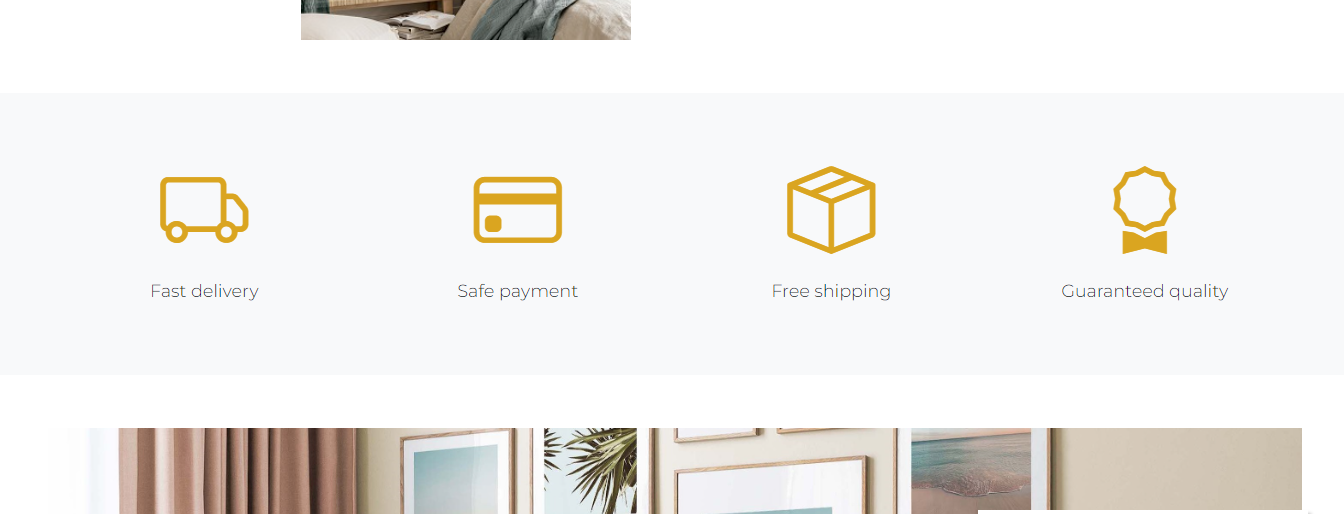 Fast delivery
Safe payment
Free shipping
Guaranteed quality